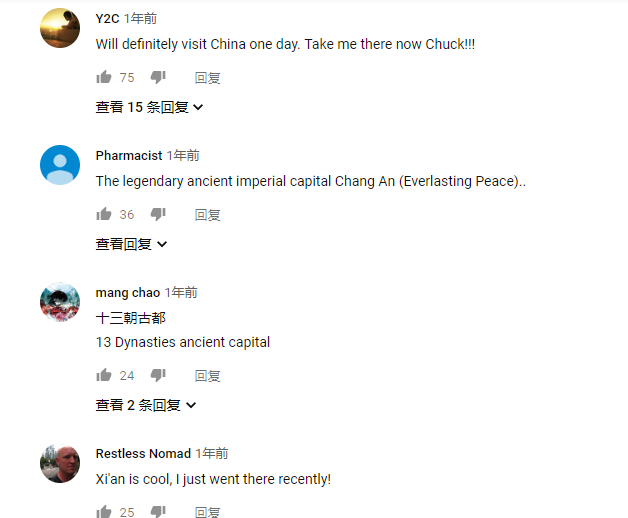 Y2C 1年前
Will definitely visit China one day. Take me there now Chuck!!!
75 回复
查看 15 条回复
Pharmacist 1年前
The legendary ancient imperial capital Chang An (Everlasting Peace)..
36 回复
查看回复
mang chao 1年前
十三朝古都
13 Dynasties ancient capital
24 回复
查看 2 条回复
Restless Nomad 1年前
Xi'an is cool, I just went there recently!
25 回复